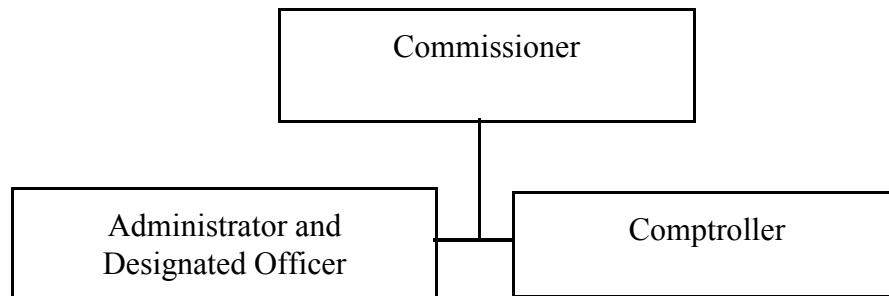 Commissioner
Administrator and
Designated Officer
Comptroller